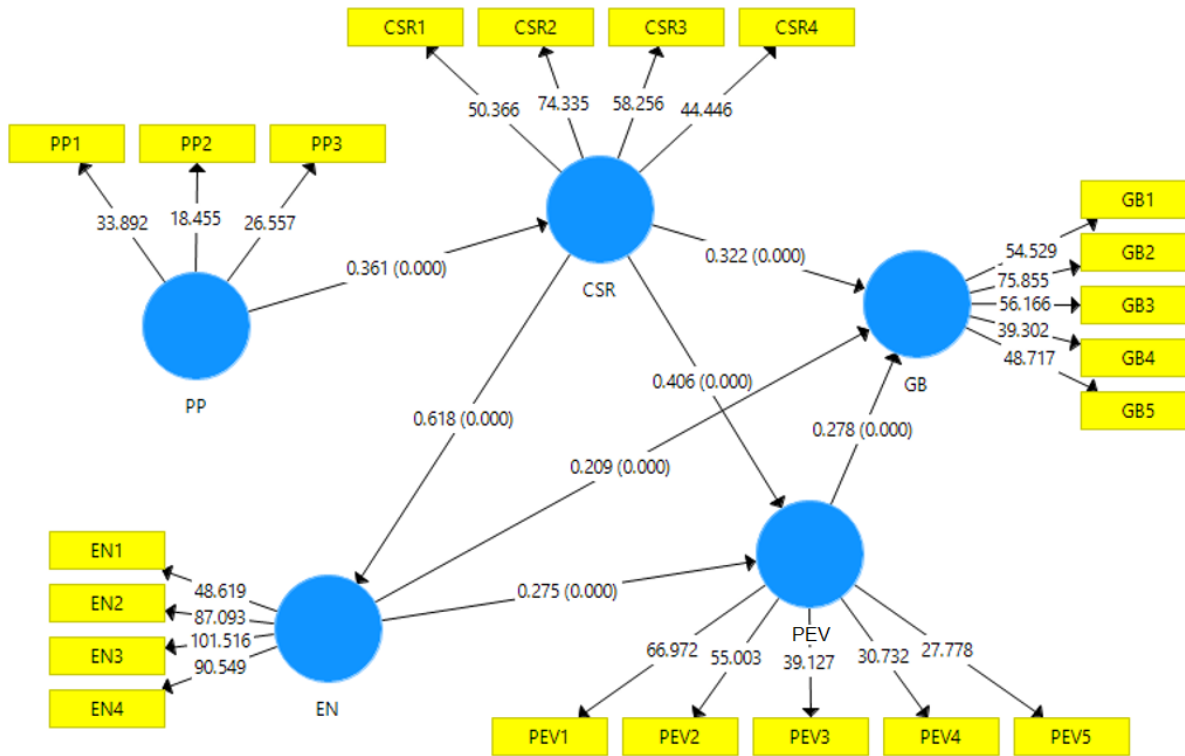 CSR1 CSR2 CSR3 CSR4
50.366 74.335 58.256 44.446
PP1 PP2 PP3
33.892 18.455 26.557
PP
0.361 (0.000)
CSR
0.322 (0.000)
GB1
GB2
GB3
GB4
GB5
54.529
75.855
56.166
39.302
48.717
GB
0.406 (0.000)
0.618 (0.000)
0.278 (0.000)
0.209 (0.000)
0.275 (0.000)
EN1
EN2
EN3
EN4
48.619
87.093
101.516
90.549
EN
PEV
66.972 55.003 39.127 30.732 27.778
PEV1 PEV2 PEV3 PEV4 PEV5